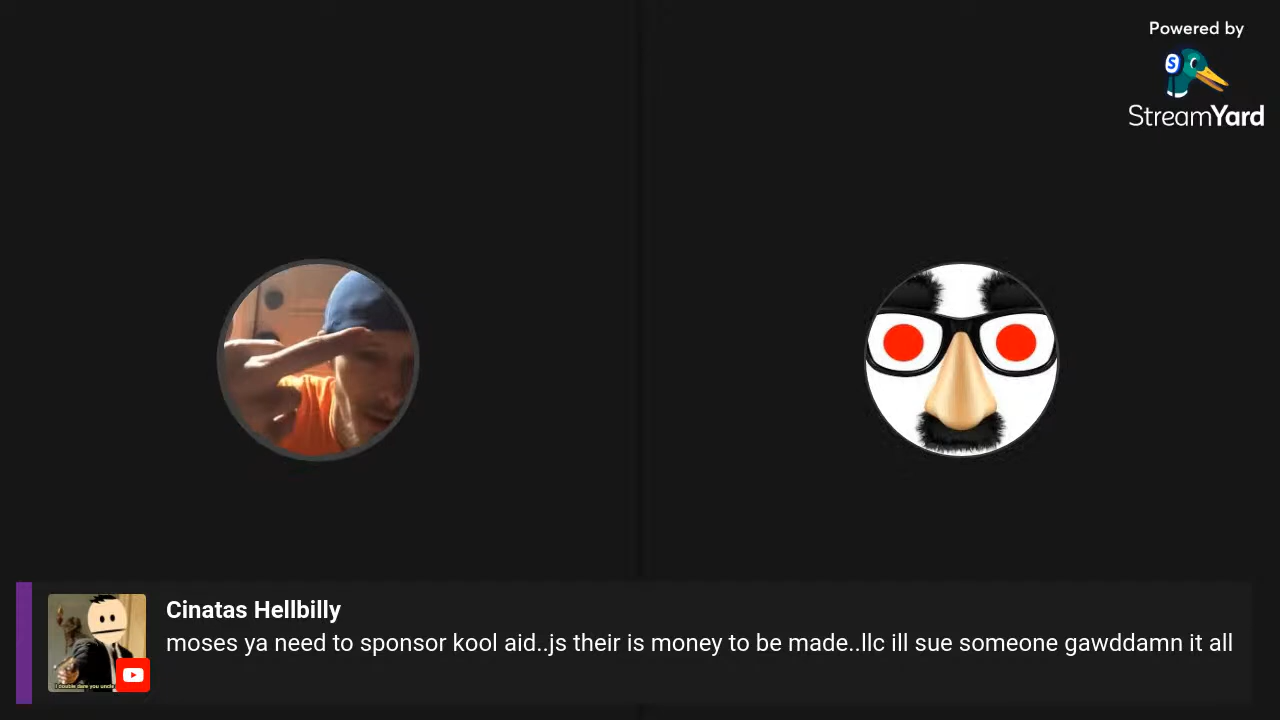 Powered by
StreamYard
Cinatas Hellbilly
moses ya need to sponsor kool aid..js their is money to be made..llc ill sue someone gawddamn it all